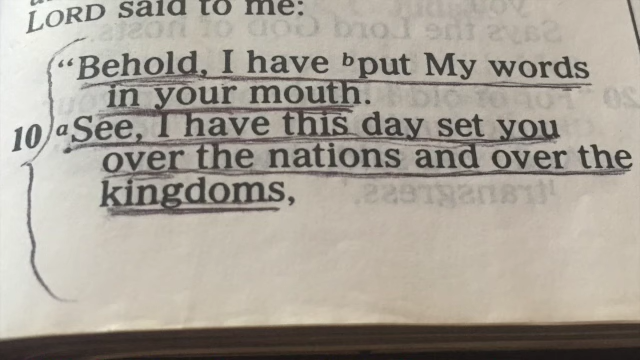 LORD said to me:
"Behold, I have ᵇput My words
in your mouth.
10 ᵃSee, I have this day set you
over the nations and over the
kingdoms,